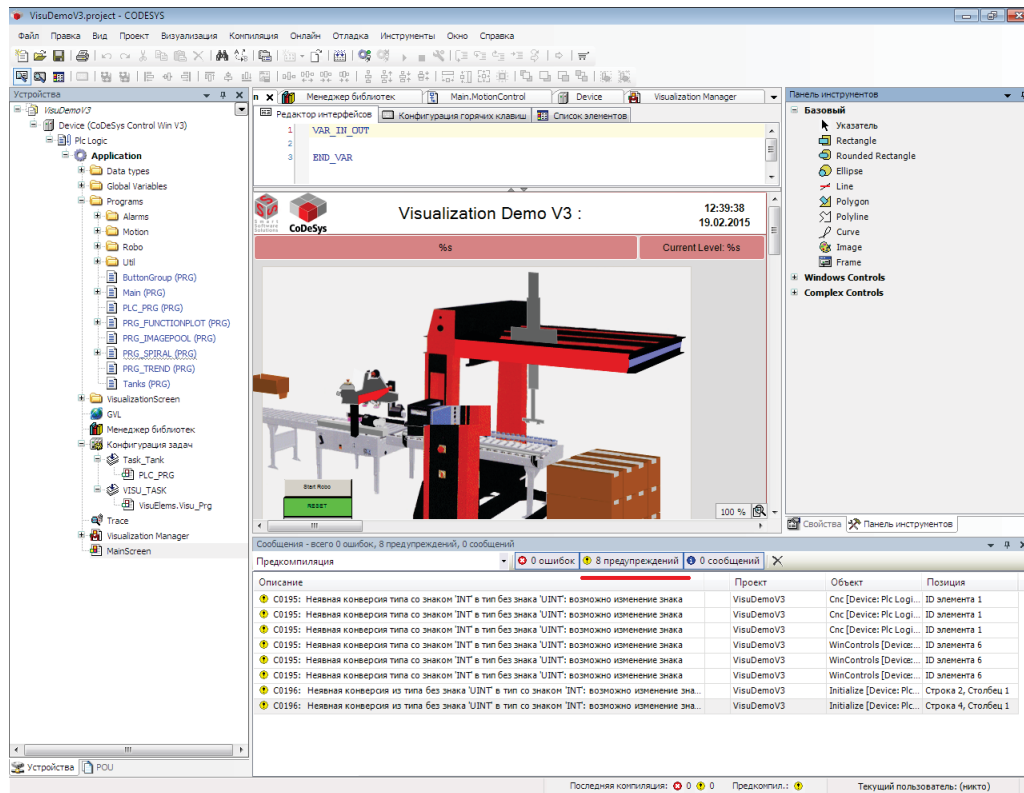 VisuDemoV3.project - CODESYS
Файл Правка Вид Проект Визуализация Компиляция Онлайн Отладка Инструменты Окно Справка
Устройства
VisuDemoV3
Device (CoDeSys Control Win V3)
Plc Logic
Application
Data types
Global Variables
Programs
Alarms
Motion
Robo
Util
ButtonGroup (PRG)
Main (PRG)
PLC_PRG (PRG)
PRG_FUNCTIONPLOT (PRG)
PRG_IMAGEPOOL (PRG)
PRG_SPIRAL (PRG)
PRG_TREND (PRG)
Tanks (PRG)
VisualizationScreen
GVL
Менеджер библиотек
Конфигурация задач
Task_Tank
PLC_PRG
VISU_TASK
VisuElems.Visu_Prg
Trace
Visualization Manager
MainScreen
Устройства POU
n Менеджер библиотек Main.MotionControl Device Visualization Manager
Редактор интерфейсов Конфигурация горячих клавиш Список элементов
1 VAR_IN_OUT
2
3 END_VAR
Smart Software Solutions
CoDeSys
Visualization Demo V3 :
12:39:38
19.02.2015
%s
Current Level: %s
Start Robo
RESET
100 %
Панель инструментов
Базовый
Указатель
Rectangle
Rounded Rectangle
Ellipse
Line
Polygon
Polyline
Curve
Image
Frame
Windows Controls
Complex Controls
Свойства Панель инструментов
Сообщения - всего 0 ошибок, 8 предупреждений, 0 сообщений
Предкомпиляция 0 ошибок 8 предупреждений 0 сообщений
Описание Проект Объект Позиция
C0195: Неявная конверсия типа со знаком 'INT' в тип без знака 'UINT': возможно изменение знака VisuDemoV3 Cnc [Device: Plc Logi... ID элемента 1
C0195: Неявная конверсия типа со знаком 'INT' в тип без знака 'UINT': возможно изменение знака VisuDemoV3 Cnc [Device: Plc Logi... ID элемента 1
C0195: Неявная конверсия типа со знаком 'INT' в тип без знака 'UINT': возможно изменение знака VisuDemoV3 Cnc [Device: Plc Logi... ID элемента 1
C0195: Неявная конверсия типа со знаком 'INT' в тип без знака 'UINT': возможно изменение знака VisuDemoV3 WinControls [Device:... ID элемента 6
C0195: Неявная конверсия типа со знаком 'INT' в тип без знака 'UINT': возможно изменение знака VisuDemoV3 WinControls [Device:... ID элемента 6
C0195: Неявная конверсия типа со знаком 'INT' в тип без знака 'UINT': возможно изменение знака VisuDemoV3 WinControls [Device:... ID элемента 6
C0196: Неявная конверсия из типа без знака 'UINT' в тип со знаком 'INT': возможно изменение зна... VisuDemoV3 Initialize [Device: Plc... Строка 2, Столбец 1
C0196: Неявная конверсия из типа без знака 'UINT' в тип со знаком 'INT': возможно изменение зна... VisuDemoV3 Initialize [Device: Plc... Строка 4, Столбец 1
Последняя компиляция: 0 0 Предкомпил.: Текущий пользователь: (никто)